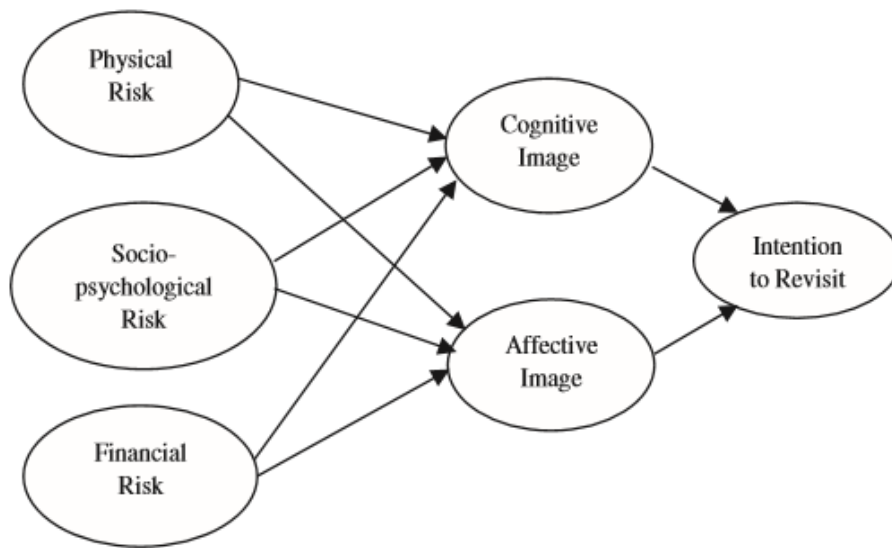 Physical
Risk
Cognitive
Image
Socio-
psychological
Risk
Intention
to Revisit
Affective
Image
Financial
Risk